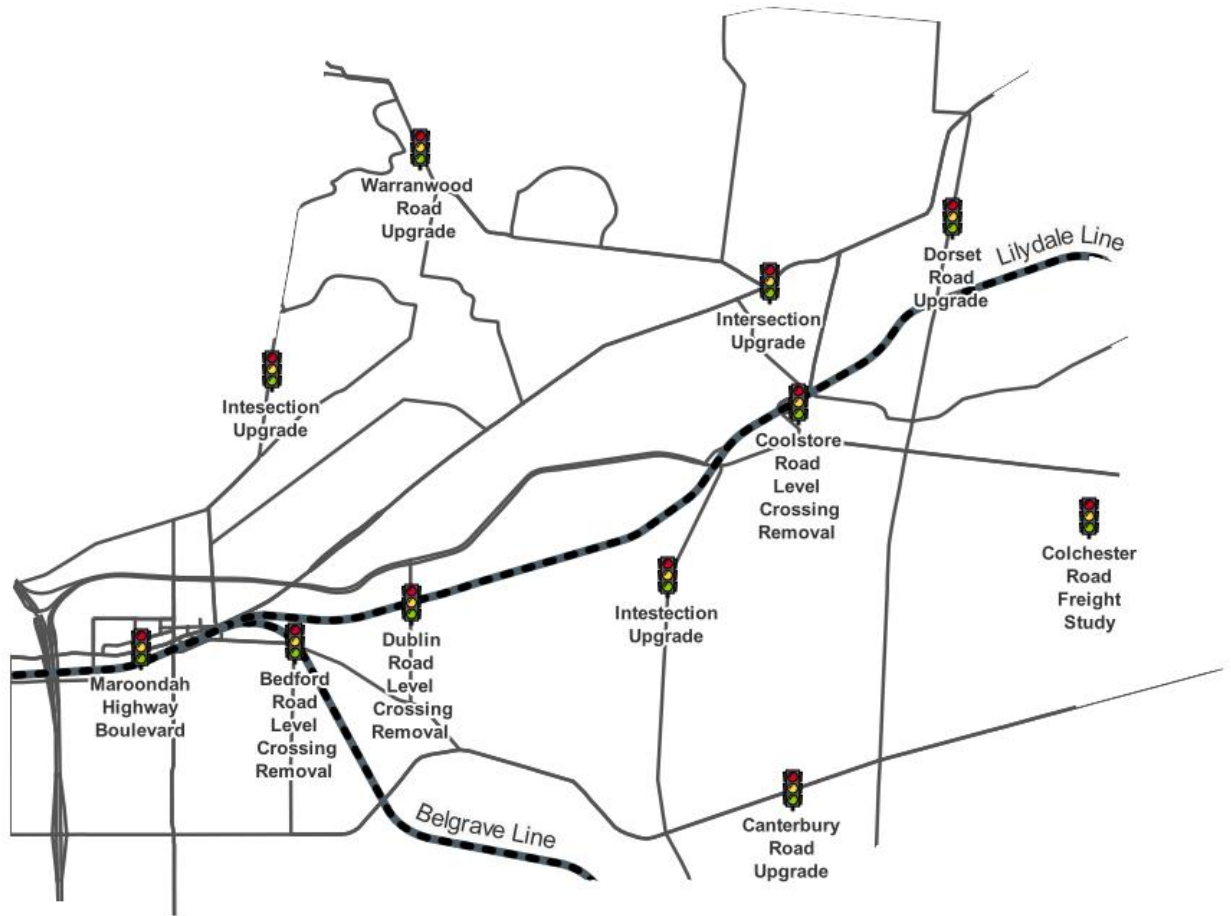 Warranwood
Road
Upgrade
Lilydale Line
Dorset
Road
Upgrade
Intersection
Upgrade
Intesection
Upgrade
Coolstore
Road
Level
Crossing
Removal
Colchester
Road
Freight
Study
Intestection
Upgrade
Dublin
Road
Level
Crossing
Removal
Bedford
Road
Level
Crossing
Removal
Maroondah
Highway
Boulevard
Belgrave Line
Canterbury
Road
Upgrade